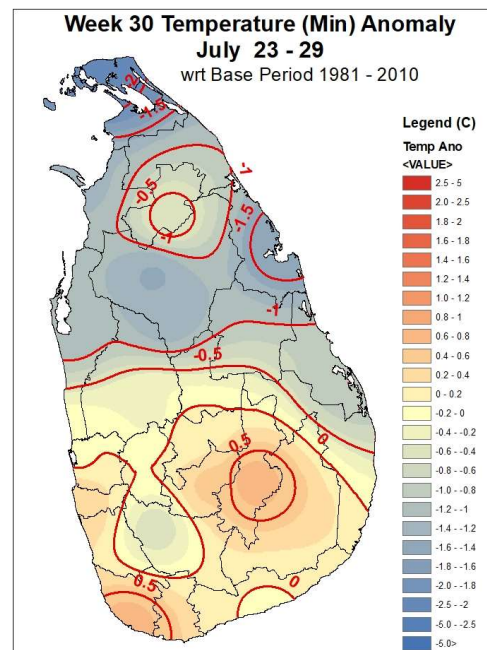 Week 30 Temperature (Min) Anomaly
July 23 - 29
wrt Base Period 1981 - 2010
Legend (C)
Temp Ano
<VALUE>
2.5 - 5
2.0 - 2.5
1.8 - 2
1.6 - 1.8
1.4 - 1.6
1.2 - 1.4
1.0 - 1.2
0.8 - 1
0.6 - 0.8
0.4 - 0.6
0.2 - 0.4
0 - 0.2
-0.2 - 0
-0.4 - -0.2
-0.6 - -0.4
-0.8 - -0.6
-1.0 - -0.8
-1.2 - -1
-1.4 - -1.2
-1.6 - -1.4
-1.8 - -1.6
-2.0 - -1.8
-2.5 - -2
-5.0 - -2.5
-5.0>
-2
-1.5
-1
-0.5
-1
-1.5
-1
-0.5
0
0.5
0.5
0